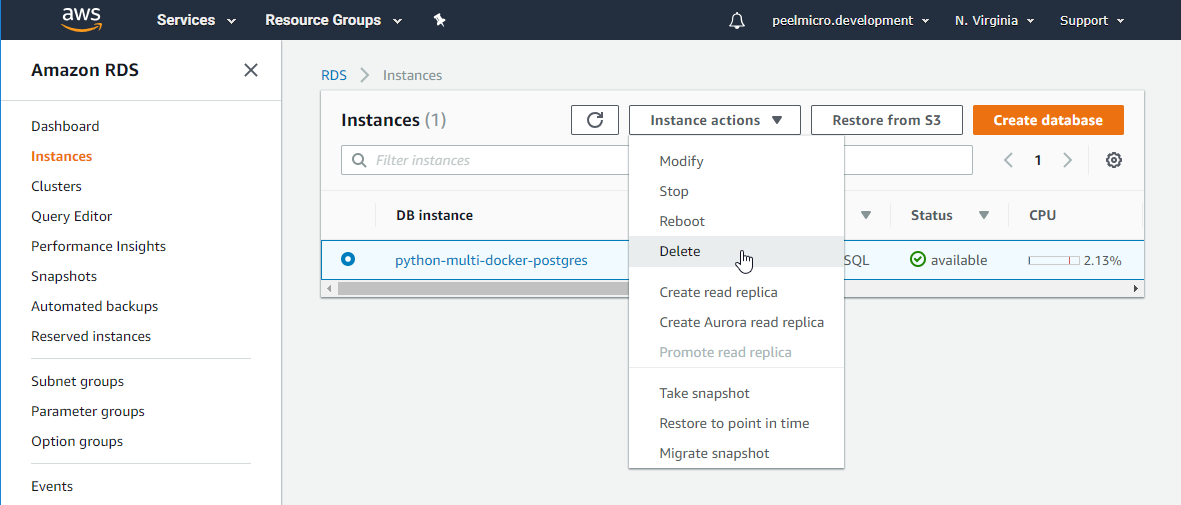 aws Services Resource Groups peelmicro.development N. Virginia Support
Amazon RDS
Dashboard
Instances
Clusters
Query Editor
Performance Insights
Snapshots
Automated backups
Reserved instances
Subnet groups
Parameter groups
Option groups
Events
RDS > Instances
Instances (1) Instance actions Restore from S3 Create database
Filter instances 1
DB instance Status CPU
python-multi-docker-postgres SQL available 2.13%
Modify
Stop
Reboot
Delete
Create read replica
Create Aurora read replica
Promote read replica
Take snapshot
Restore to point in time
Migrate snapshot